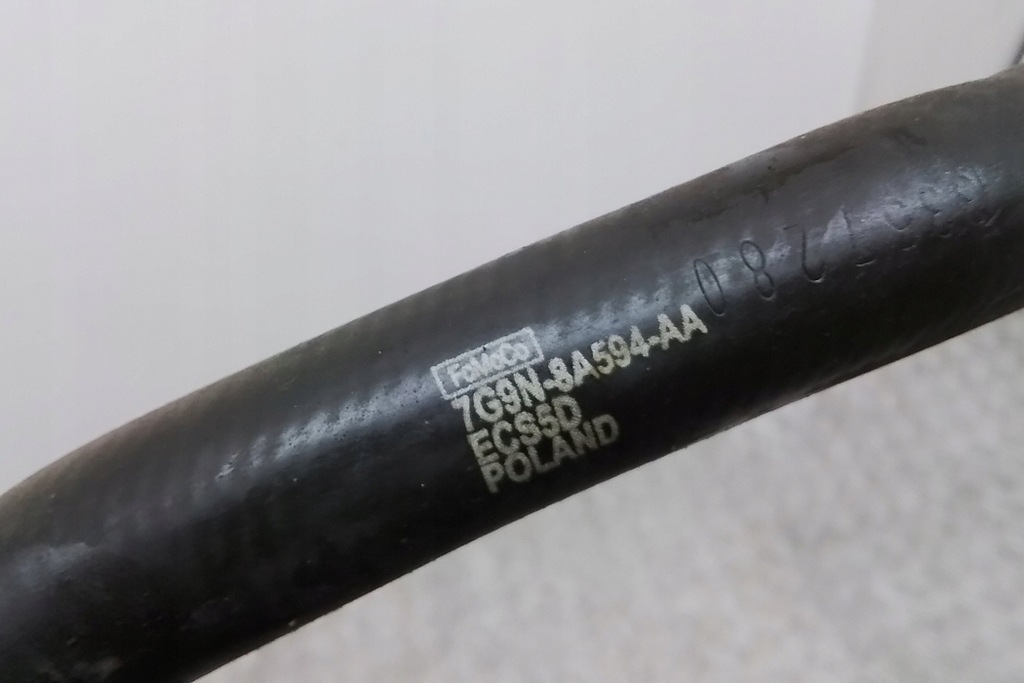 FoMoCo
7G9N-8A594-AA
ECS5D
POLAND